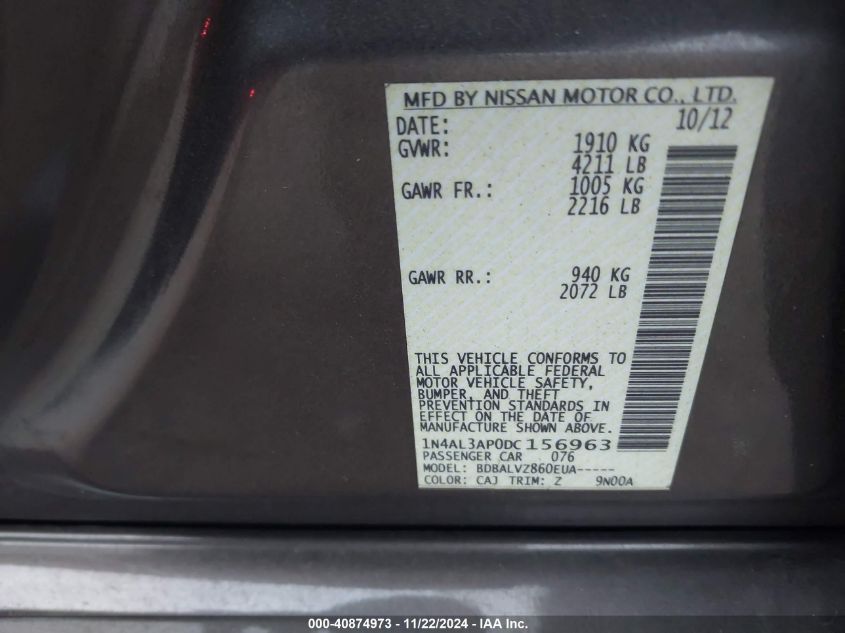 MFD BY NISSAN MOTOR CO., LTD.
DATE: 10/12
GVWR: 1910 KG
4211 LB
GAWR FR.: 1005 KG
2216 LB
GAWR RR.: 940 KG
2072 LB
THIS VEHICLE CONFORMS TO
ALL APPLICABLE FEDERAL
MOTOR VEHICLE SAFETY,
BUMPER, AND THEFT
PREVENTION STANDARDS IN
EFFECT ON THE DATE OF
MANUFACTURE SHOWN ABOVE.
1N4AL3AP0DC156963
PASSENGER CAR 076
MODEL: BDBALVZ860EUA-----
COLOR: CAJ TRIM: Z 9N00A
000-40874973 - 11/22/2024 - IAA Inc.